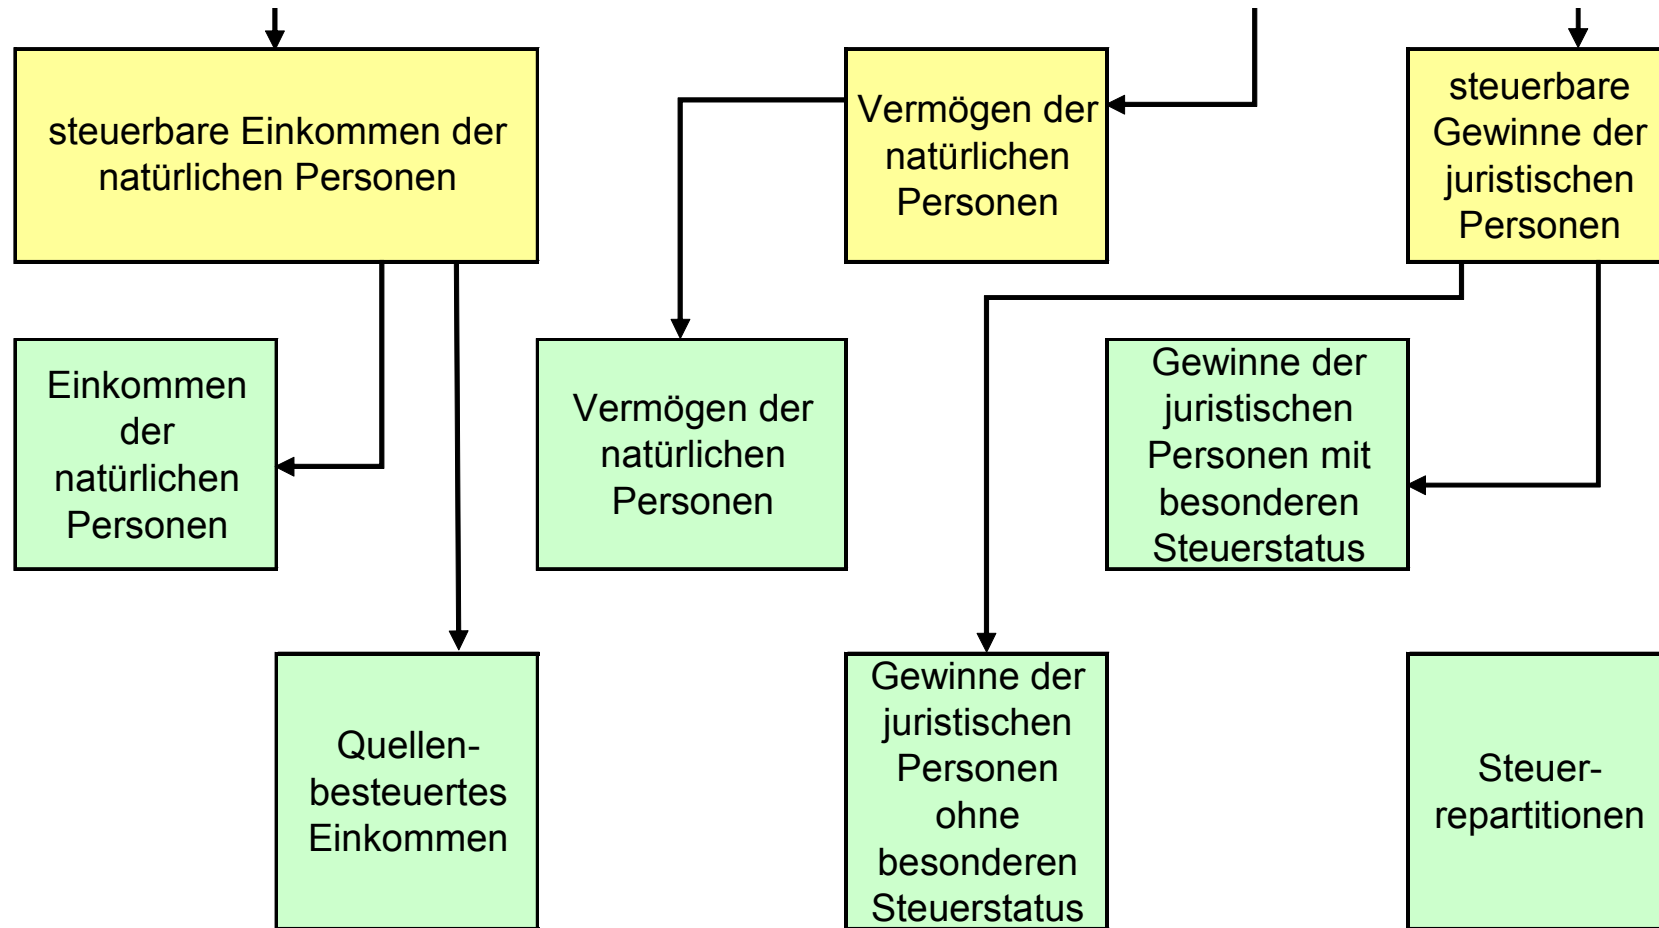 steuerbare Einkommen der
natürlichen Personen
Vermögen der
natürlichen
Personen
steuerbare
Gewinne der
juristischen
Personen
Einkommen
der
natürlichen
Personen
Vermögen der
natürlichen
Personen
Gewinne der
juristischen
Personen mit
besonderen
Steuerstatus
Quellen-
besteuertes
Einkommen
Gewinne der
juristischen
Personen
ohne
besonderen
Steuerstatus
Steuer-
repartitionen